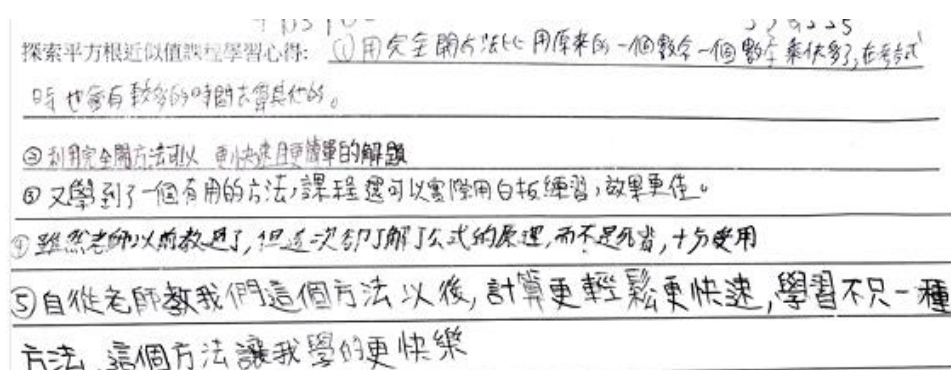 探索平方根近似值課程學習心得: ①用完全開方法比用原來的一個數字一個數字乘快多了,在考試
時也會有較多的時間去算其他的。
②利用完全開方法可以更快速且更簡單的解題
③又學到了一個有用的方法,課程還可以實際用白板練習,效果更佳。
④雖然老師以前教過了,但這次卻了解了公式的原理,而不是死背,十分受用
⑤自從老師教我們這個方法以後,計算更輕鬆更快速,學習不只一種
方法,這個方法讓我學的更快樂